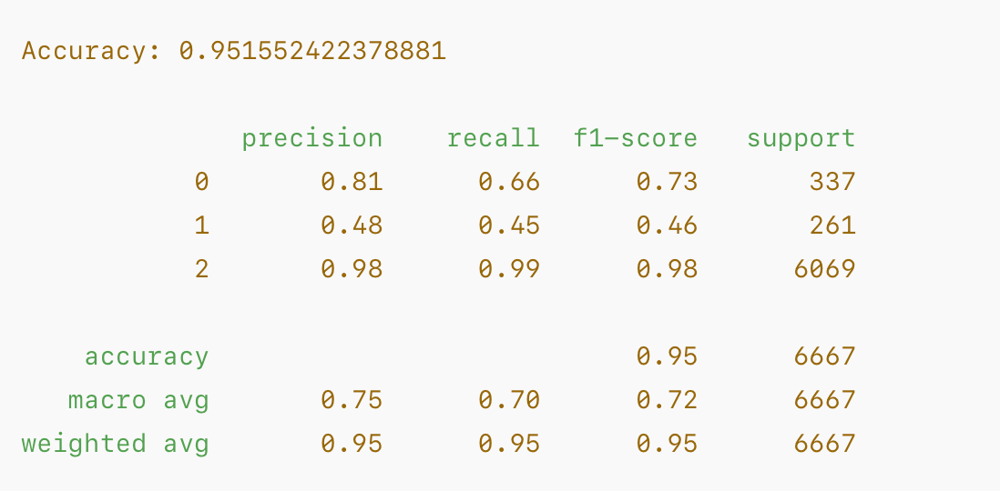 Accuracy: 0.951552422378881
precision recall f1-score support
0 0.81 0.66 0.73 337
1 0.48 0.45 0.46 261
2 0.98 0.99 0.98 6069
accuracy 0.95 6667
macro avg 0.75 0.70 0.72 6667
weighted avg 0.95 0.95 0.95 6667